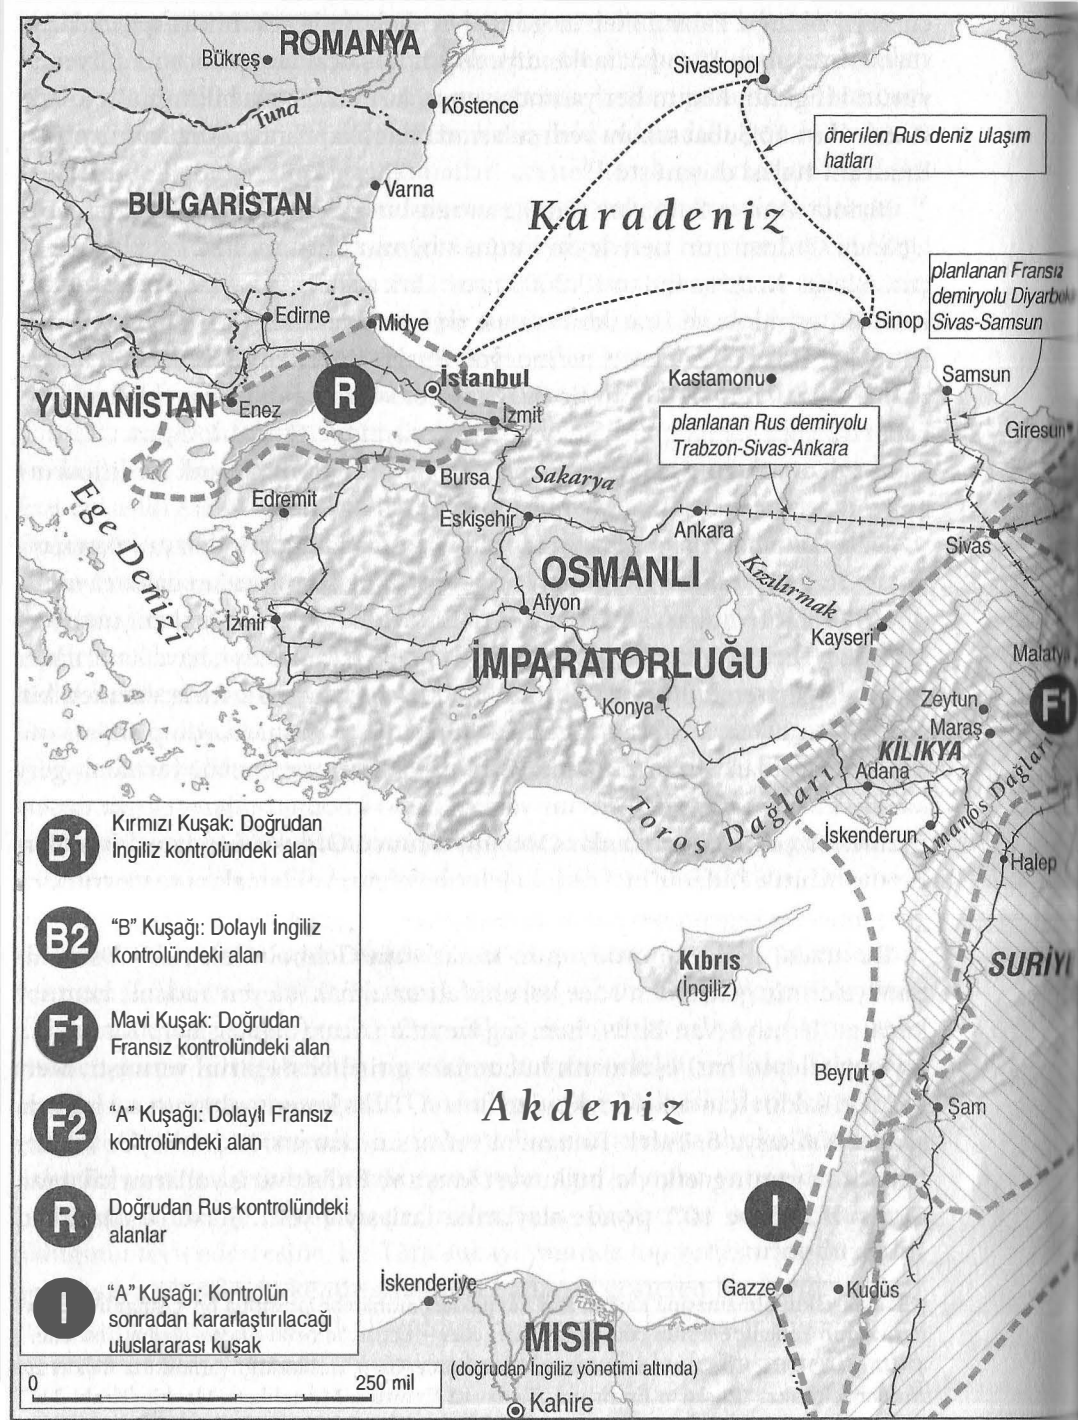 ROMANYA
Bükreş
Sivastopol
Tuna
Köstence
önerilen Rus deniz ulaşım
hatları
Varna
BULGARİSTAN
Karadeniz
planlanan Fransız
demiryolu Diyarbakı
Sivas-Samsun
Edirne
Midye
Sinop
İstanbul
Kastamonu
Samsun
YUNANİSTAN
Enez
R
İzmit
planlanan Rus demiryolu
Trabzon-Sivas-Ankara
Giresun
Bursa
Sakarya
Ege Denizi
Edremit
Eskişehir
Ankara
Sivas
OSMANLI
Kızılırmak
Afyon
İzmir
Kayseri
İMPARATORLUĞU
Malatya
Konya
Zeytun
Maraş
F1
KİLİKYA
Adana
Toros Dağları
Amanos Dağları
İskenderun
Halep
B1
Kırmızı Kuşak: Doğrudan
İngiliz kontrolündeki alan
B2
"B" Kuşağı: Dolaylı İngiliz
kontrolündeki alan
F1
Mavi Kuşak: Doğrudan
Fransız kontrolündeki alan
F2
"A" Kuşağı: Dolaylı Fransız
kontrolündeki alan
R
Doğrudan Rus kontrolündeki
alanlar
I
"A" Kuşağı: Kontrolün
sonradan kararlaştırılacağı
uluslararası kuşak
0 250 mil
Kıbrıs
(İngiliz)
SURİY
Beyrut
Akdeniz
Şam
I
Gazze
Kudüs
İskenderiye
MISIR
(doğrudan İngiliz yönetimi altında)
Kahire